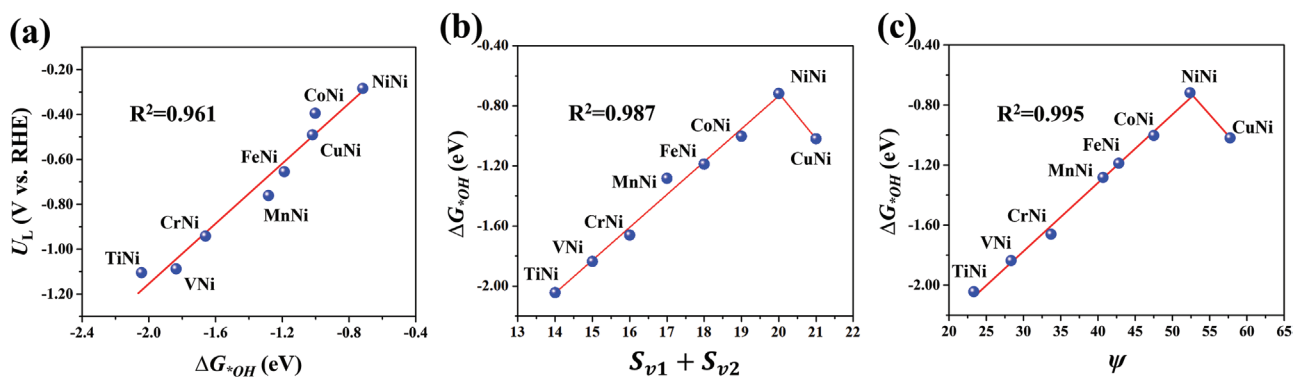 (a)
U_L (V vs. RHE)
-0.20
-0.40
-0.60
-0.80
-1.00
-1.20
R²=0.961
NiNi
CoNi
CuNi
FeNi
MnNi
CrNi
TiNi
VNi
-2.4 -2.0 -1.6 -1.2 -0.8 -0.4
ΔG*OH (eV)
(b)
ΔG*OH (eV)
-0.40
-0.80
-1.20
-1.60
-2.00
R²=0.987
NiNi
CoNi
CuNi
FeNi
MnNi
CrNi
VNi
TiNi
13 14 15 16 17 18 19 20 21 22
S_v1 + S_v2
(c)
ΔG*OH (eV)
-0.40
-0.80
-1.20
-1.60
-2.00
R²=0.995
NiNi
CoNi
CuNi
FeNi
MnNi
CrNi
VNi
TiNi
20 25 30 35 40 45 50 55 60 65
ψ